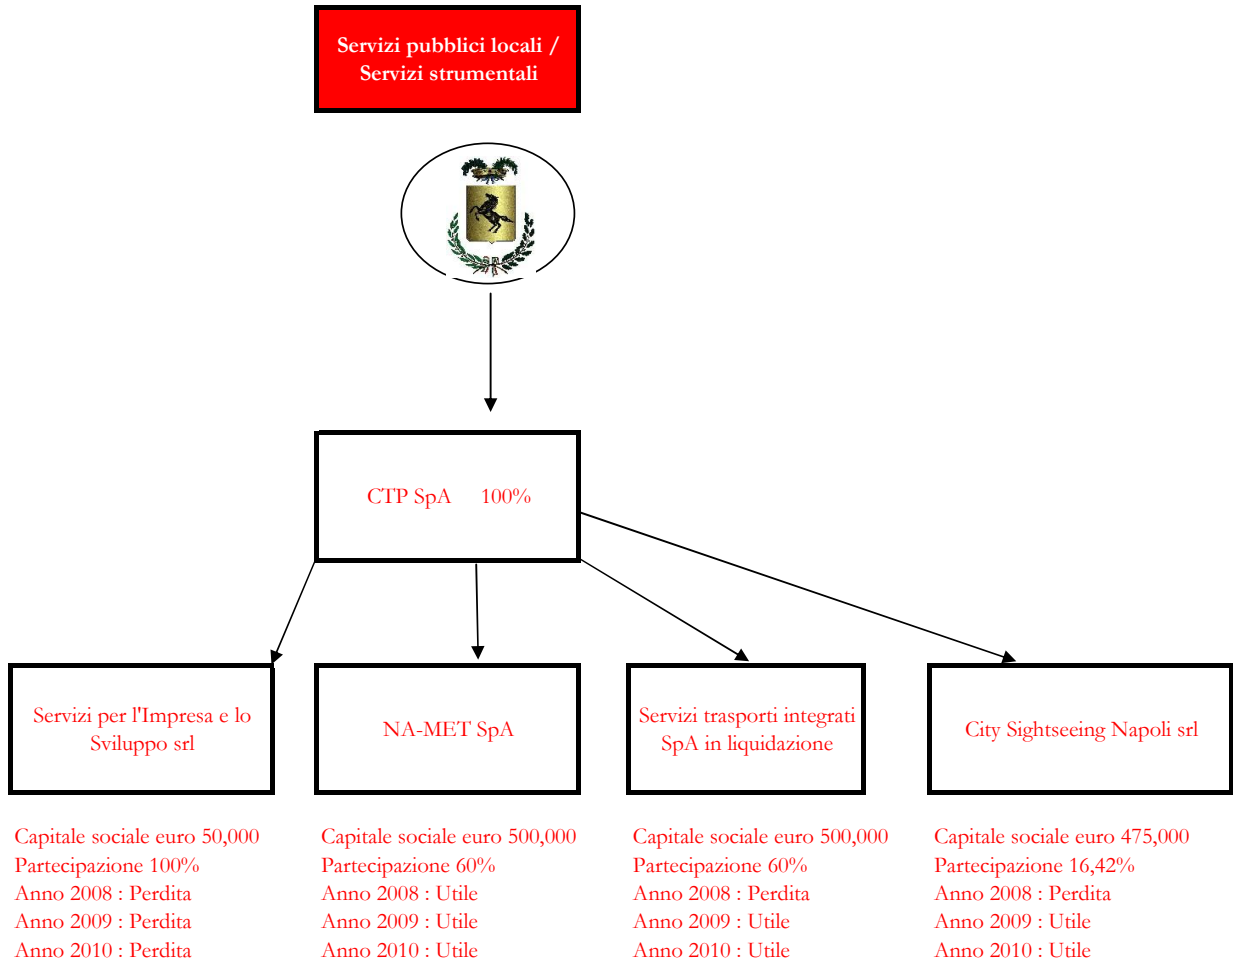 Servizi pubblici locali /
Servizi strumentali
CTP SpA 100%
Servizi per l'Impresa e lo
Sviluppo srl
NA-MET SpA
Servizi trasporti integrati
SpA in liquidazione
City Sightseeing Napoli srl
Capitale sociale euro 50,000
Partecipazione 100%
Anno 2008 : Perdita
Anno 2009 : Perdita
Anno 2010 : Perdita
Capitale sociale euro 500,000
Partecipazione 60%
Anno 2008 : Utile
Anno 2009 : Utile
Anno 2010 : Utile
Capitale sociale euro 500,000
Partecipazione 60%
Anno 2008 : Perdita
Anno 2009 : Utile
Anno 2010 : Utile
Capitale sociale euro 475,000
Partecipazione 16,42%
Anno 2008 : Perdita
Anno 2009 : Utile
Anno 2010 : Utile